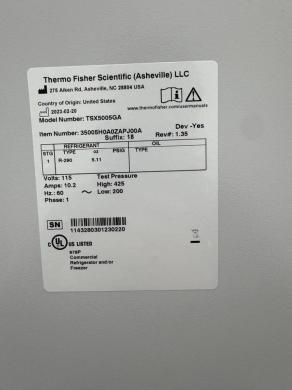 Thermo Fisher Scientific (Asheville) LLC
275 Aiken Rd, Asheville, NC 28804 USA
Country of Origin: United States
2023-02-20
www.thermofisher.com/usermanuals
Model Number: TSX5005GA
Dev -Yes
Item Number: 35005H0A0ZAPJ00A Rev#: 1.35
Suffix: 18
REFRIGERANT OIL
STG TYPE oz PSIG TYPE
1 R-290 5.11
Volts: 115 Test Pressure
Amps: 10.2 High: 425
Hz.: 60 ~ Low: 200
Phase: 1
SN
1143280301230220
C UL US LISTED
878P
Commercial
Refrigerator and/or
Freezer